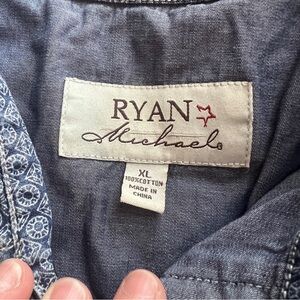 RYAN
Michael
XL
100%COTTON
MADE IN
CHINA